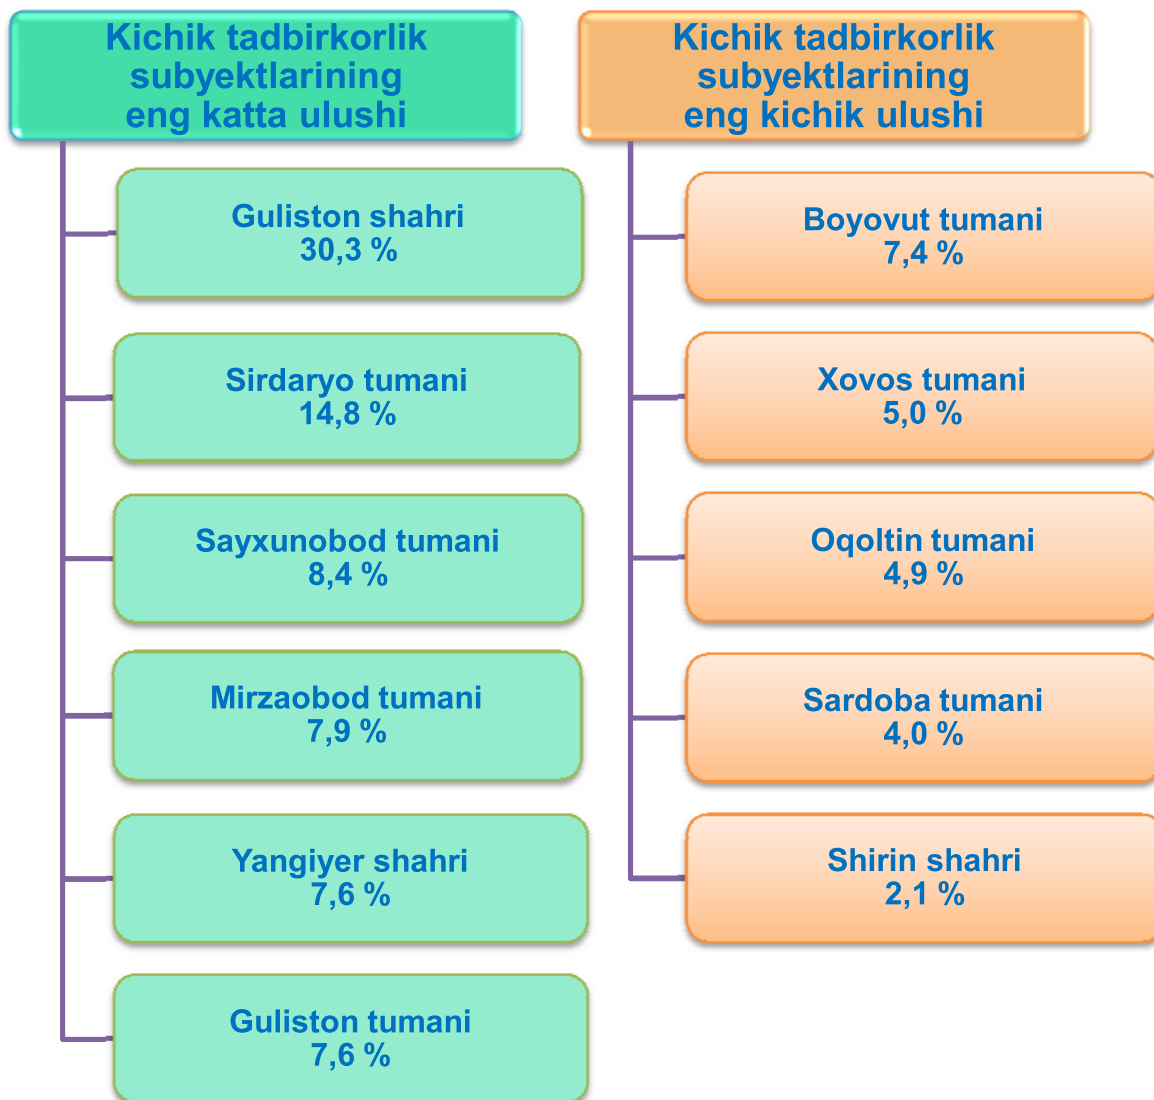 Kichik tadbirkorlik
subyektlarining
eng katta ulushi
Guliston shahri
30,3 %
Sirdaryo tumani
14,8 %
Sayxunobod tumani
8,4 %
Mirzaobod tumani
7,9 %
Yangiyer shahri
7,6 %
Guliston tumani
7,6 %
Kichik tadbirkorlik
subyektlarining
eng kichik ulushi
Boyovut tumani
7,4 %
Xovos tumani
5,0 %
Oqoltin tumani
4,9 %
Sardoba tumani
4,0 %
Shirin shahri
2,1 %